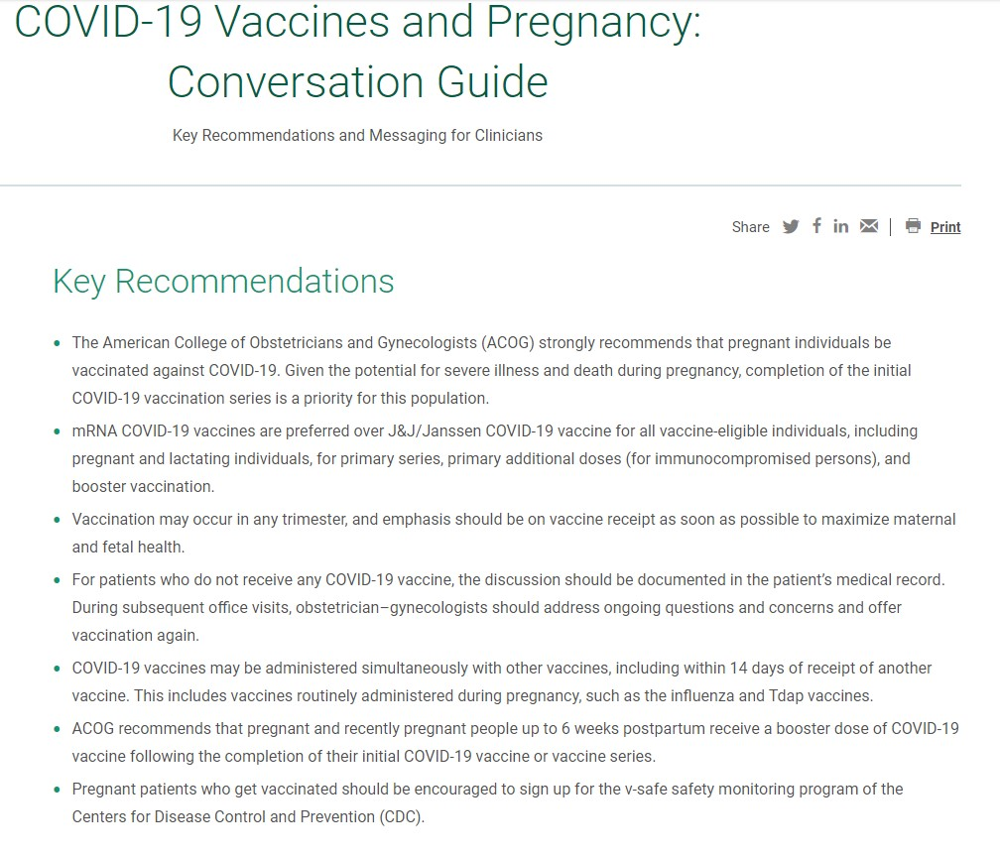 COVID-19 Vaccines and Pregnancy:
Conversation Guide
Key Recommendations and Messaging for Clinicians
Share f in | Print
Key Recommendations
• The American College of Obstetricians and Gynecologists (ACOG) strongly recommends that pregnant individuals be
vaccinated against COVID-19. Given the potential for severe illness and death during pregnancy, completion of the initial
COVID-19 vaccination series is a priority for this population.
• mRNA COVID-19 vaccines are preferred over J&J/Janssen COVID-19 vaccine for all vaccine-eligible individuals, including
pregnant and lactating individuals, for primary series, primary additional doses (for immunocompromised persons), and
booster vaccination.
• Vaccination may occur in any trimester, and emphasis should be on vaccine receipt as soon as possible to maximize maternal
and fetal health.
• For patients who do not receive any COVID-19 vaccine, the discussion should be documented in the patient’s medical record.
During subsequent office visits, obstetrician–gynecologists should address ongoing questions and concerns and offer
vaccination again.
• COVID-19 vaccines may be administered simultaneously with other vaccines, including within 14 days of receipt of another
vaccine. This includes vaccines routinely administered during pregnancy, such as the influenza and Tdap vaccines.
• ACOG recommends that pregnant and recently pregnant people up to 6 weeks postpartum receive a booster dose of COVID-19
vaccine following the completion of their initial COVID-19 vaccine or vaccine series.
• Pregnant patients who get vaccinated should be encouraged to sign up for the v-safe safety monitoring program of the
Centers for Disease Control and Prevention (CDC).